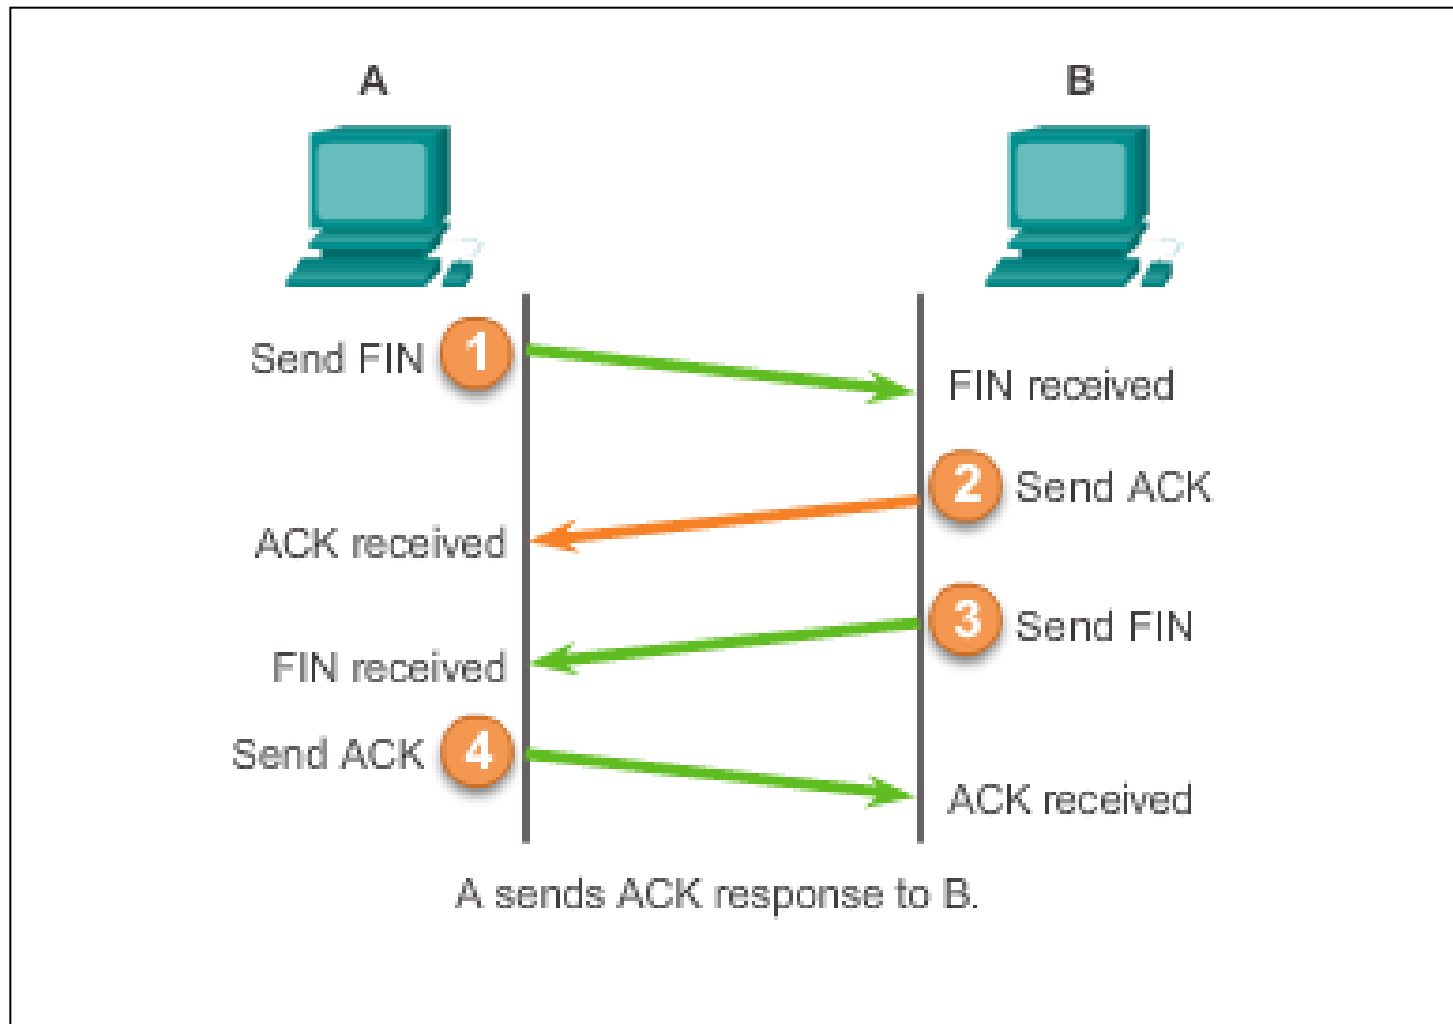 A
B
Send FIN 1
FIN received
2 Send ACK
ACK received
3 Send FIN
FIN received
Send ACK 4
ACK received
A sends ACK response to B.